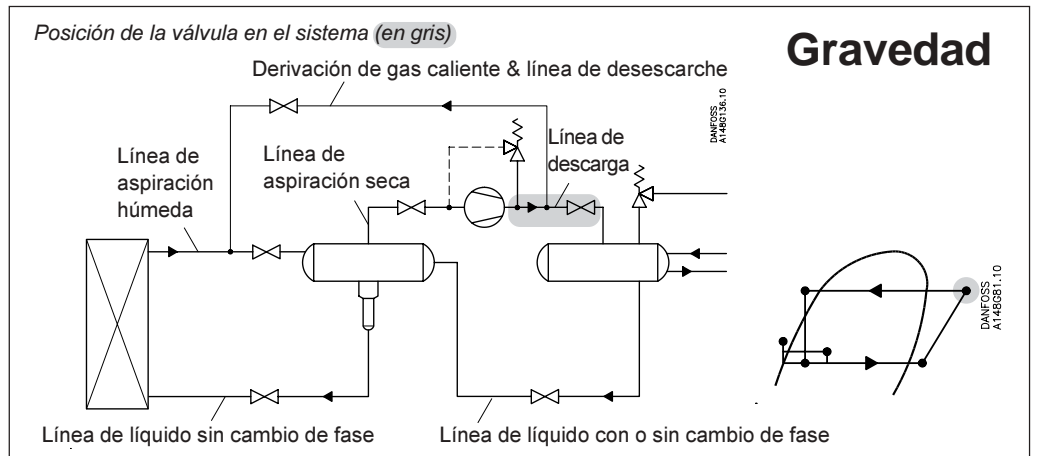 Posición de la válvula en el sistema (en gris)
Gravedad
Derivación de gas caliente & línea de desescarche
DANFOSS
A148G136.10
Línea de
aspiración
húmeda
Línea de
aspiración seca
Línea de
descarga
DANFOSS
A148G81.10
Línea de líquido sin cambio de fase
Línea de líquido con o sin cambio de fase